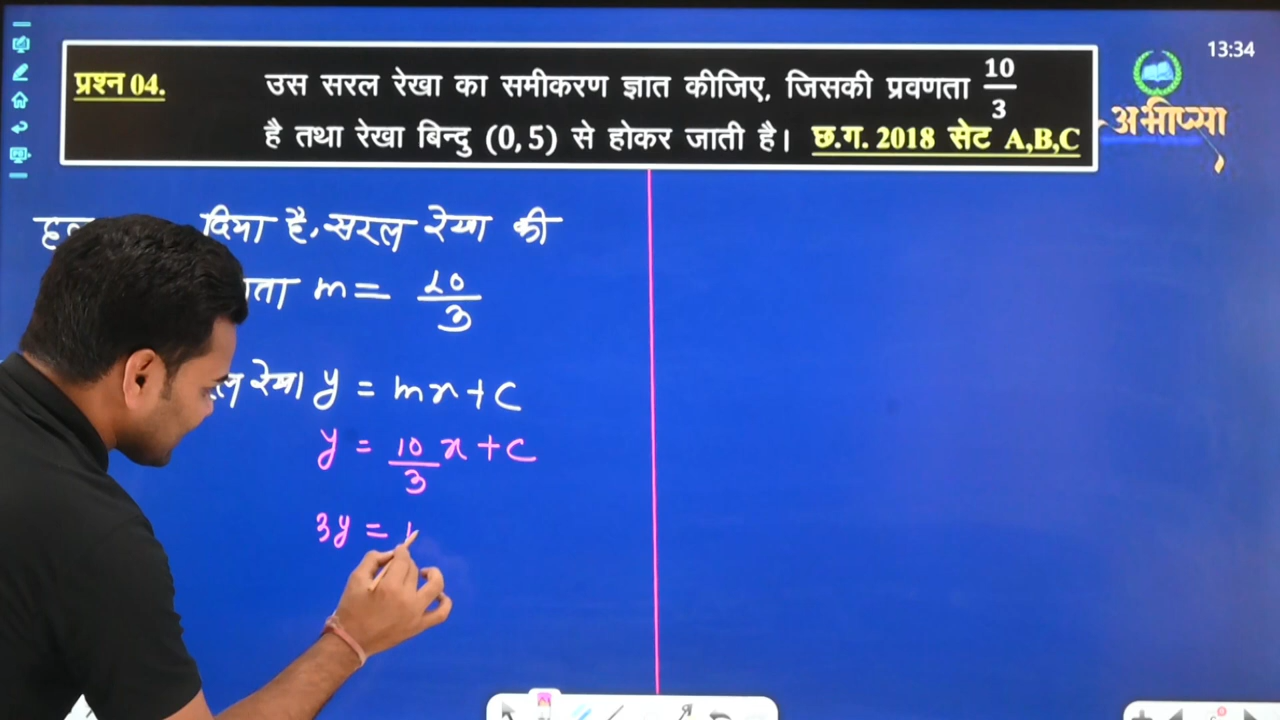 13:34
प्रश्न 04. उस सरल रेखा का समीकरण ज्ञात कीजिए, जिसकी प्रवणता 10/3
है तथा रेखा बिन्दु (0, 5) से होकर जाती है। छ.ग. 2018 सेट A,B,C
अभीप्सा
दिया है, सरल रेखा की
m = 10/3
रेखा y = mx + c
y = 10/3 x + c
3y =